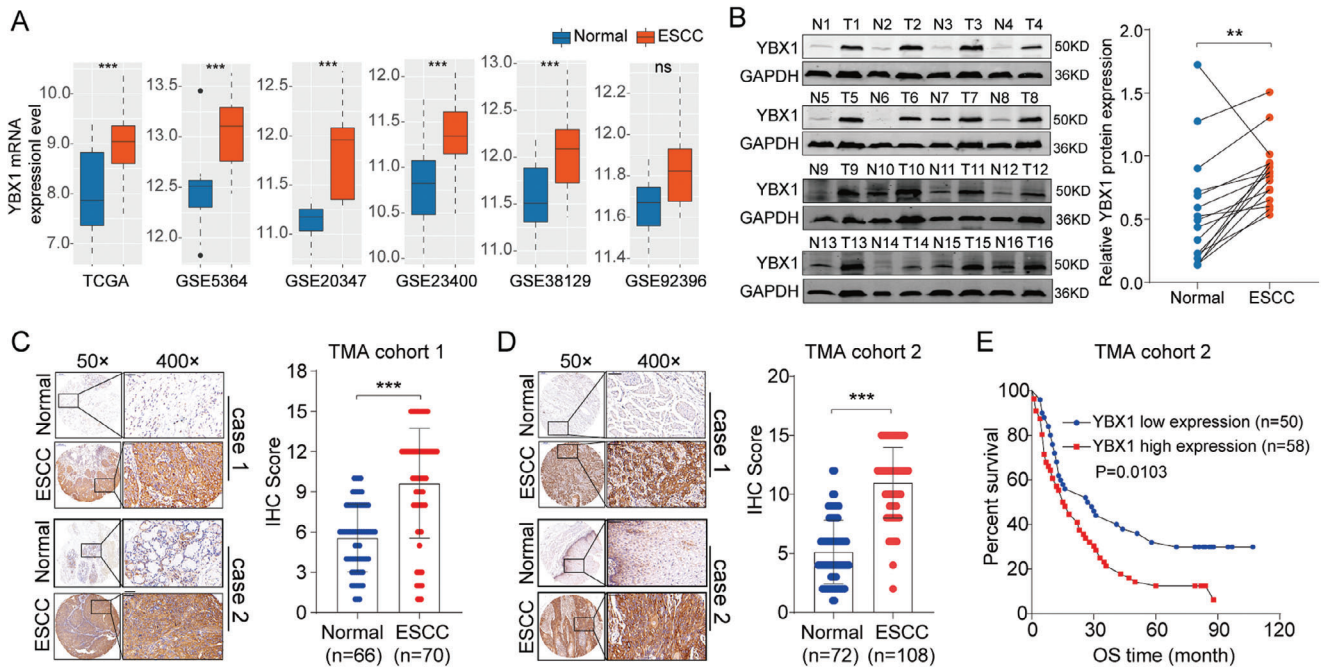 A
Normal ESCC
YBX1 mRNA
expressionl evel
*** *** *** *** *** ns
10.0 9.0 8.0 7.0
13.5 13.0 12.5 12.0
12.5 12.0 11.5 11.0
12.0 11.5 11.0 10.5 10.0
13.0 12.5 12.0 11.5 11.0
12.4 12.2 12.0 11.8 11.6 11.4
TCGA GSE5364 GSE20347 GSE23400 GSE38129 GSE92396
B
N1 T1 N2 T2 N3 T3 N4 T4
YBX1 50KD
GAPDH 36KD
N5 T5 N6 T6 N7 T7 N8 T8
YBX1 50KD
GAPDH 36KD
N9 T9 N10 T10 N11 T11 N12 T12
YBX1 50KD
GAPDH 36KD
N13 T13 N14 T14 N15 T15 N16 T16
YBX1 50KD
GAPDH 36KD
Relative YBX1 protein expression
2.0
1.5
1.0
0.5
0.0
**
Normal ESCC
C
50× 400×
Normal
ESCC
case 1
Normal
ESCC
case 2
TMA cohort 1
IHC Score
18
15
12
9
6
3
0
***
Normal ESCC
(n=66) (n=70)
D
50× 400×
Normal
ESCC
case 1
Normal
ESCC
case 2
TMA cohort 2
IHC Score
20
15
10
5
0
***
Normal ESCC
(n=72) (n=108)
E
TMA cohort 2
Percent survival
100
80
60
40
20
0
YBX1 low expression (n=50)
YBX1 high expression (n=58)
P=0.0103
0 30 60 90 120
OS time (month)